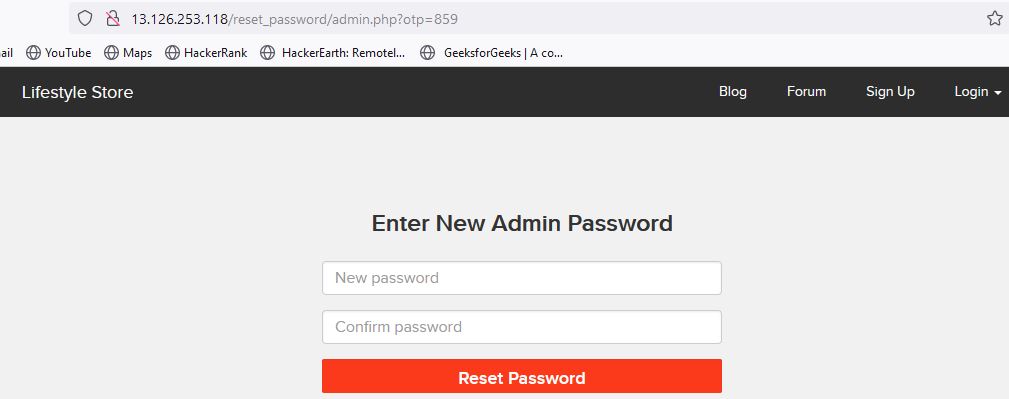 13.126.253.118/reset_password/admin.php?otp=859
ail YouTube Maps HackerRank HackerEarth: Remotel... GeeksforGeeks | A co...
Lifestyle Store Blog Forum Sign Up Login
Enter New Admin Password
New password
Confirm password
Reset Password